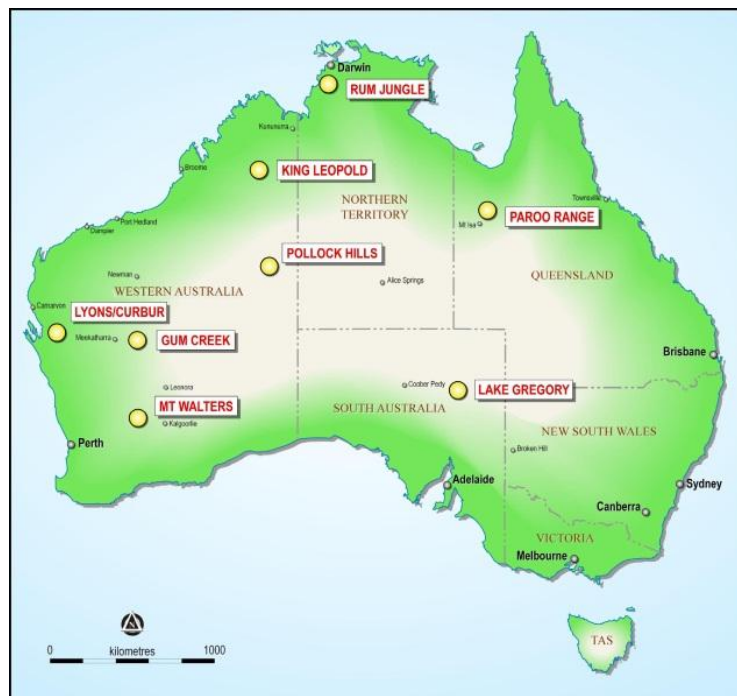 Darwin
RUM JUNGLE
Kununurra
KING LEOPOLD
Broome
NORTHERN
TERRITORY
Townsville
PAROO RANGE
Mt Isa
Port Hedland
Dampier
POLLOCK HILLS
Newman
QUEENSLAND
Alice Springs
WESTERN AUSTRALIA
Carnarvon
LYONS/CURBUR
Meekatharra
GUM CREEK
Brisbane
Leonora
Coober Pedy
LAKE GREGORY
MT WALTERS
SOUTH AUSTRALIA
Kalgoorlie
NEW SOUTH WALES
Perth
Broken Hill
Adelaide
Sydney
Canberra
VICTORIA
Melbourne
TAS
0 kilometres 1000